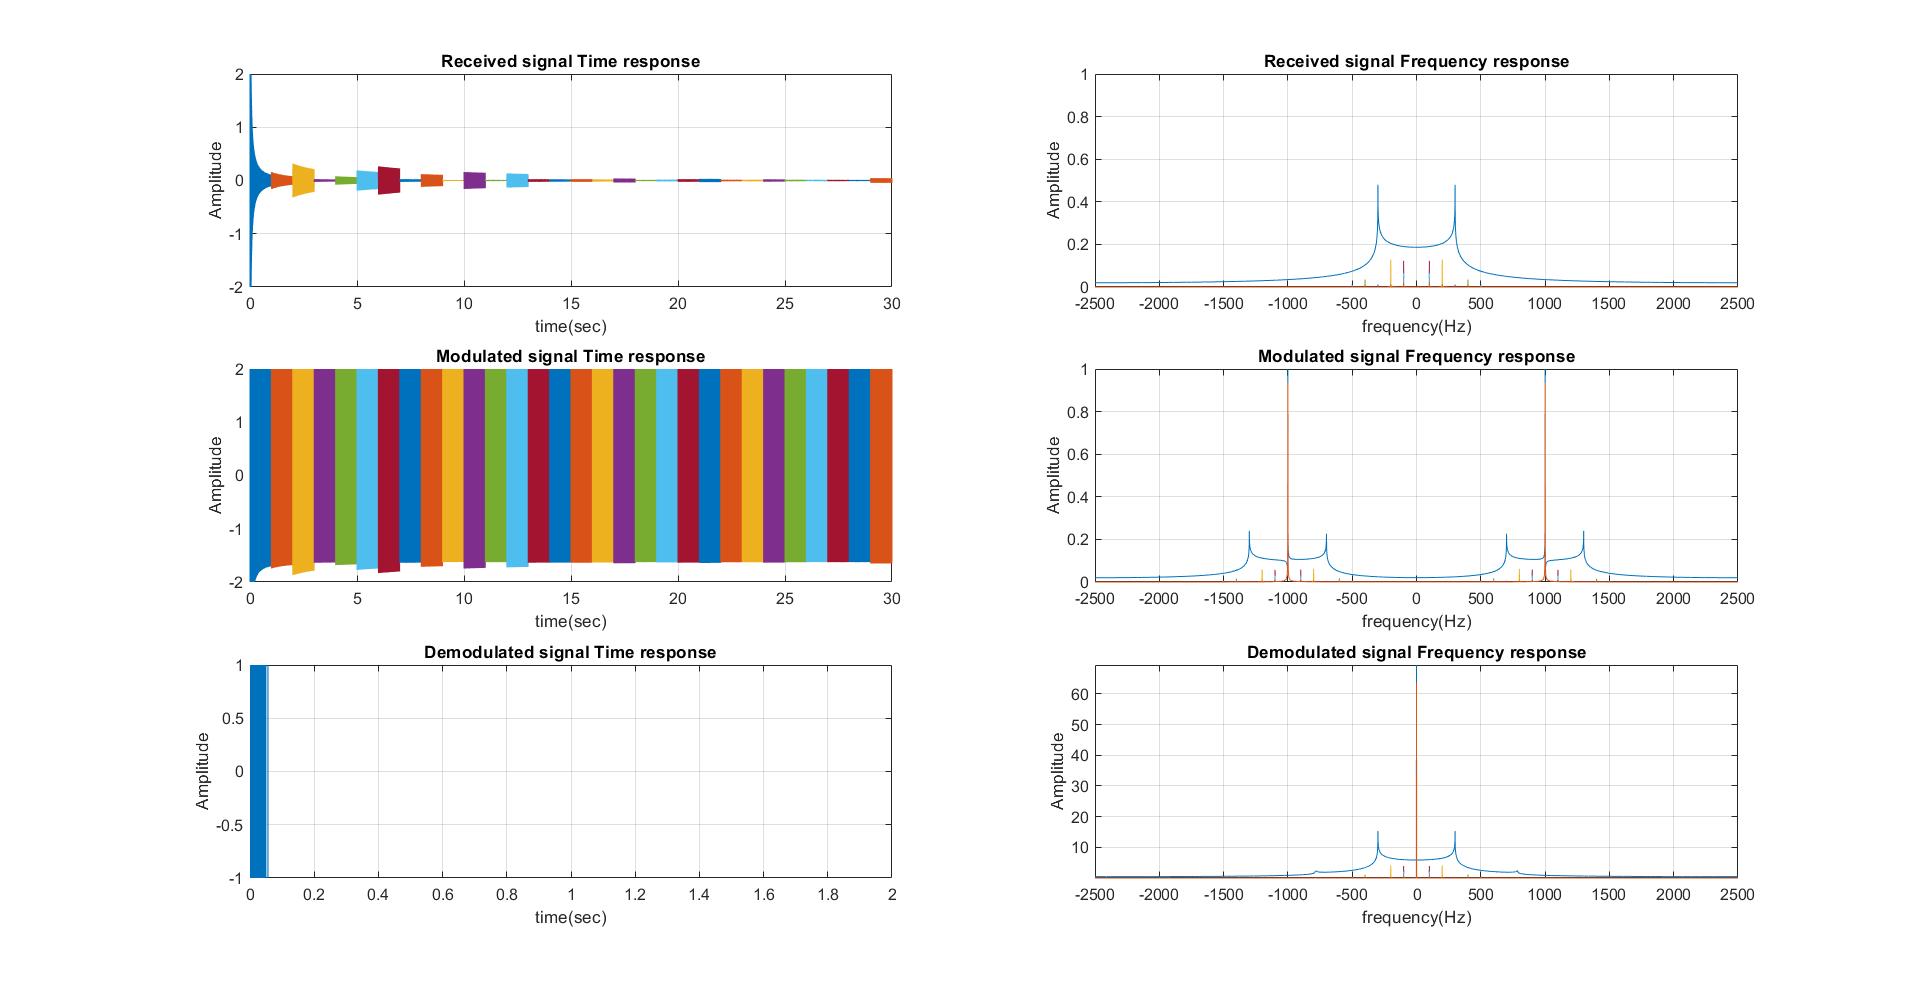 Received signal Time response
Amplitude
2
1
0
-1
-2
0 5 10 15 20 25 30
time(sec)
Received signal Frequency response
Amplitude
1
0.8
0.6
0.4
0.2
0
-2500 -2000 -1500 -1000 -500 0 500 1000 1500 2000 2500
frequency(Hz)
Modulated signal Time response
Amplitude
2
1
0
-1
-2
0 5 10 15 20 25 30
time(sec)
Modulated signal Frequency response
Amplitude
1
0.8
0.6
0.4
0.2
0
-2500 -2000 -1500 -1000 -500 0 500 1000 1500 2000 2500
frequency(Hz)
Demodulated signal Time response
Amplitude
1
0.5
0
-0.5
-1
0 0.2 0.4 0.6 0.8 1 1.2 1.4 1.6 1.8 2
time(sec)
Demodulated signal Frequency response
Amplitude
60
50
40
30
20
10
-2500 -2000 -1500 -1000 -500 0 500 1000 1500 2000 2500
frequency(Hz)